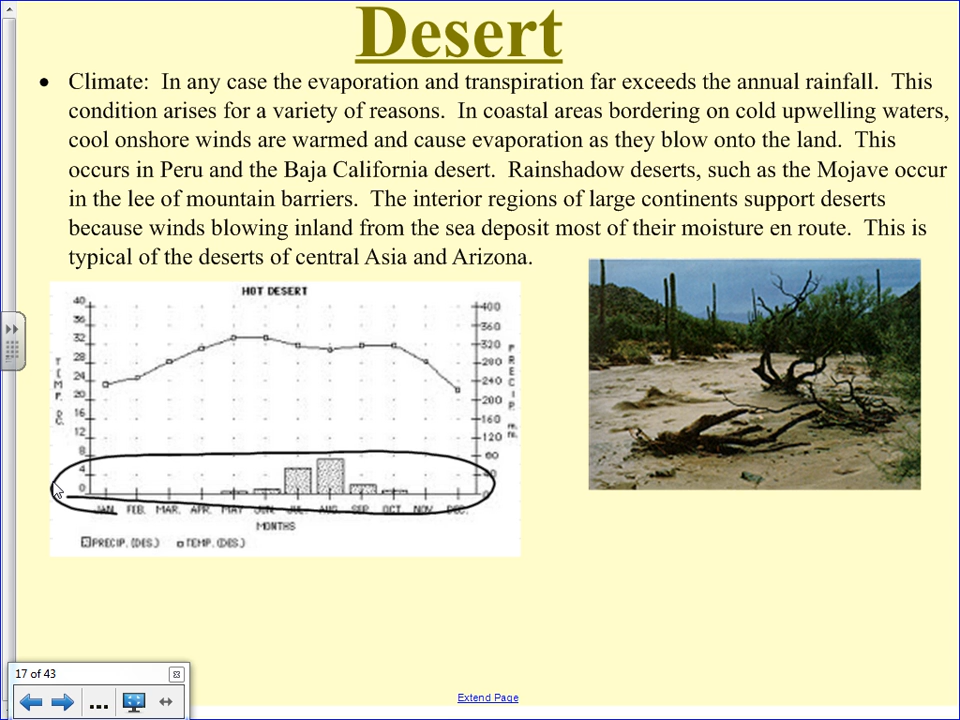 Desert
• Climate: In any case the evaporation and transpiration far exceeds the annual rainfall. This
condition arises for a variety of reasons. In coastal areas bordering on cold upwelling waters,
cool onshore winds are warmed and cause evaporation as they blow onto the land. This
occurs in Peru and the Baja California desert. Rainshadow deserts, such as the Mojave occur
in the lee of mountain barriers. The interior regions of large continents support deserts
because winds blowing inland from the sea deposit most of their moisture en route. This is
typical of the deserts of central Asia and Arizona.
HOT DESERT
40 400
36 360
32 320
28 280
24 240
20 200
16 160
12 120
8 80
4
0
TEMP.
PRECIP.
JAN. FEB. MAR. APR. MAY JUN. JUL. AUG. SEP. OCT. NOV. DEC.
MONTHS
PRECIP. (DES.) TEMP. (DES.)
17 of 43
...
Extend Page